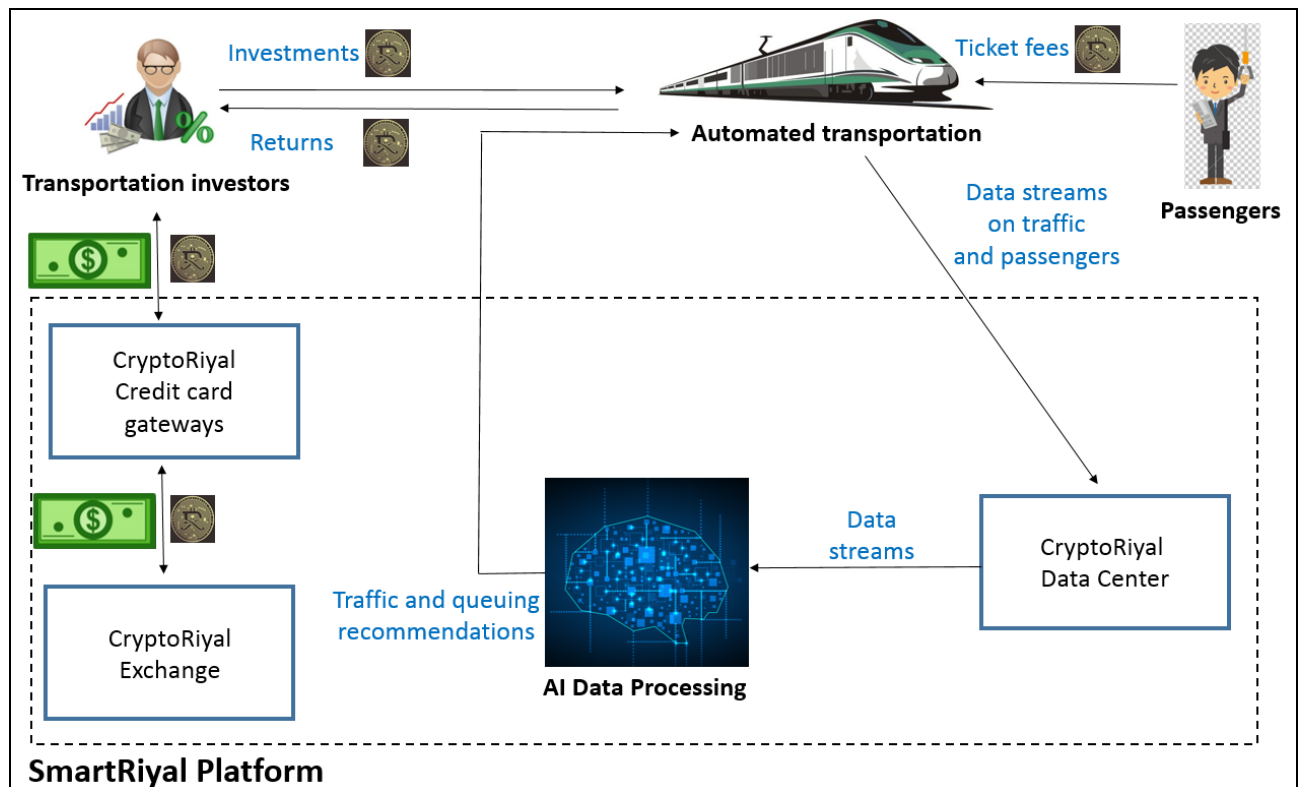 Investments
Returns
Transportation investors
Ticket fees
Automated transportation
Passengers
Data streams
on traffic
and passengers
$
CryptoRiyal
Credit card
gateways
$
CryptoRiyal
Exchange
Traffic and queuing
recommendations
AI Data Processing
Data
streams
CryptoRiyal
Data Center
SmartRiyal Platform